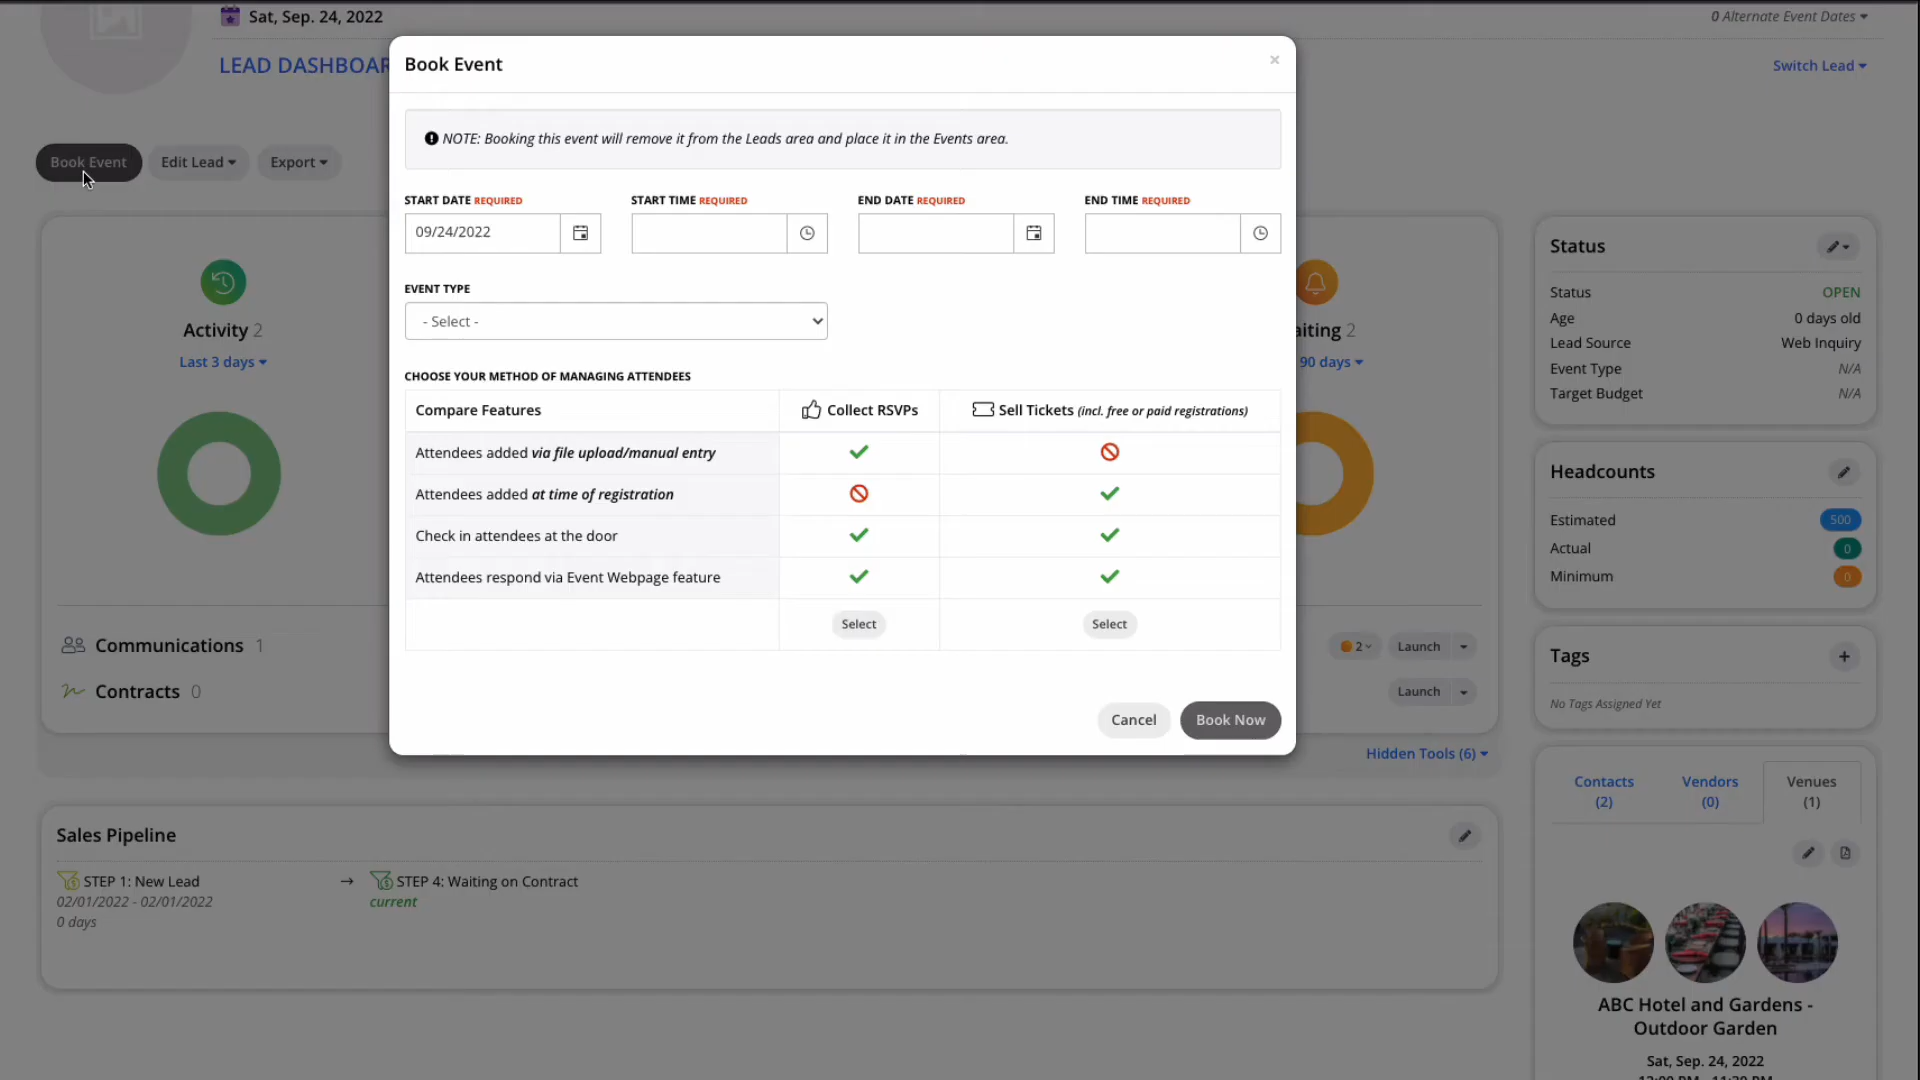 Sat, Sep. 24, 2022
0 Alternate Event Dates
LEAD DASHBOAR
Switch Lead
Book Event
Edit Lead
Export
Book Event
×
NOTE: Booking this event will remove it from the Leads area and place it in the Events area.
START DATE REQUIRED
START TIME REQUIRED
END DATE REQUIRED
END TIME REQUIRED
09/24/2022
EVENT TYPE
- Select -
CHOOSE YOUR METHOD OF MANAGING ATTENDEES
Compare Features
Collect RSVPs
Sell Tickets (incl. free or paid registrations)
Attendees added via file upload/manual entry
Attendees added at time of registration
Check in attendees at the door
Attendees respond via Event Webpage feature
Select
Select
Cancel
Book Now
Activity 2
Last 3 days
aiting 2
90 days
Communications 1
2
Launch
Contracts 0
Launch
Hidden Tools (6)
Sales Pipeline
STEP 1: New Lead
→
STEP 4: Waiting on Contract
02/01/2022 - 02/01/2022
current
0 days
Status
Status OPEN
Age 0 days old
Lead Source Web Inquiry
Event Type N/A
Target Budget N/A
Headcounts
Estimated 500
Actual 0
Minimum 0
Tags
+
No Tags Assigned Yet
Contacts
(2)
Vendors
(0)
Venues
(1)
ABC Hotel and Gardens -
Outdoor Garden
Sat, Sep. 24, 2022